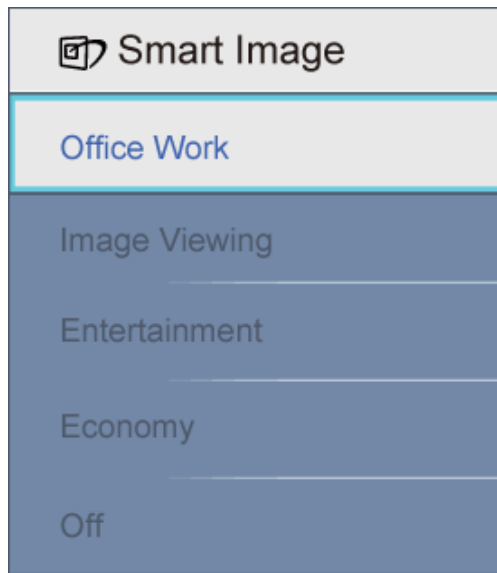 Smart Image
Office Work
Image Viewing
Entertainment
Economy
Off